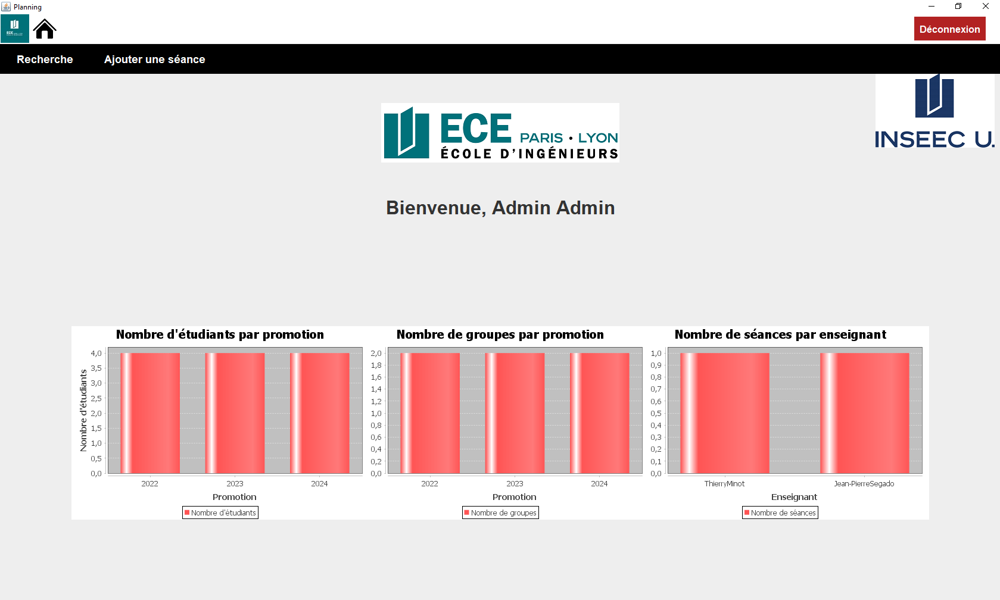 Planning
ECE
Déconnexion
Recherche
Ajouter une séance
INSEEC U.
ECE PARIS • LYON
ÉCOLE D'INGÉNIEURS
Bienvenue, Admin Admin
Nombre d'étudiants par promotion
Nombre d'étudiants
4,0
3,5
3,0
2,5
2,0
1,5
1,0
0,5
0,0
2022 2023 2024
Promotion
Nombre d'étudiants
Nombre de groupes par promotion
2,0
1,8
1,6
1,4
1,2
1,0
0,8
0,6
0,4
0,2
0,0
2022 2023 2024
Promotion
Nombre de groupes
Nombre de séances par enseignant
1,0
0,9
0,8
0,7
0,6
0,5
0,4
0,3
0,2
0,1
0,0
ThierryMinot Jean-PierreSegado
Enseignant
Nombre de séances